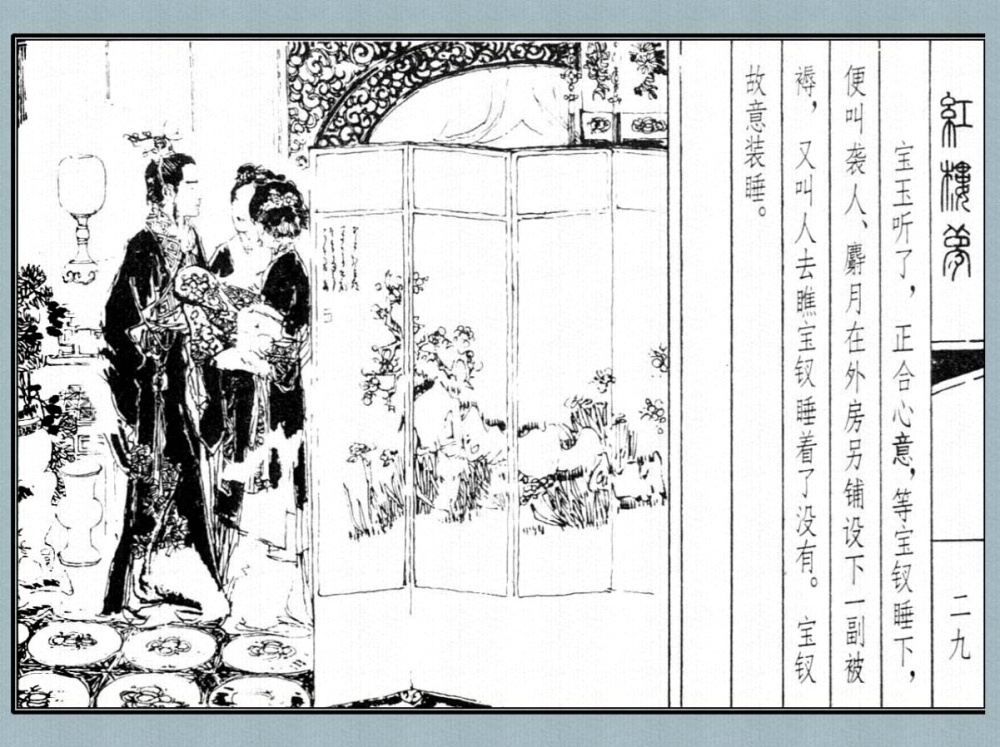 红楼梦
宝玉听了，正合心意，等宝钗睡下，
便叫袭人、麝月在外房另铺设下一副被
褥，又叫人去瞧宝钗睡着了没有。宝钗
故意装睡。
二九